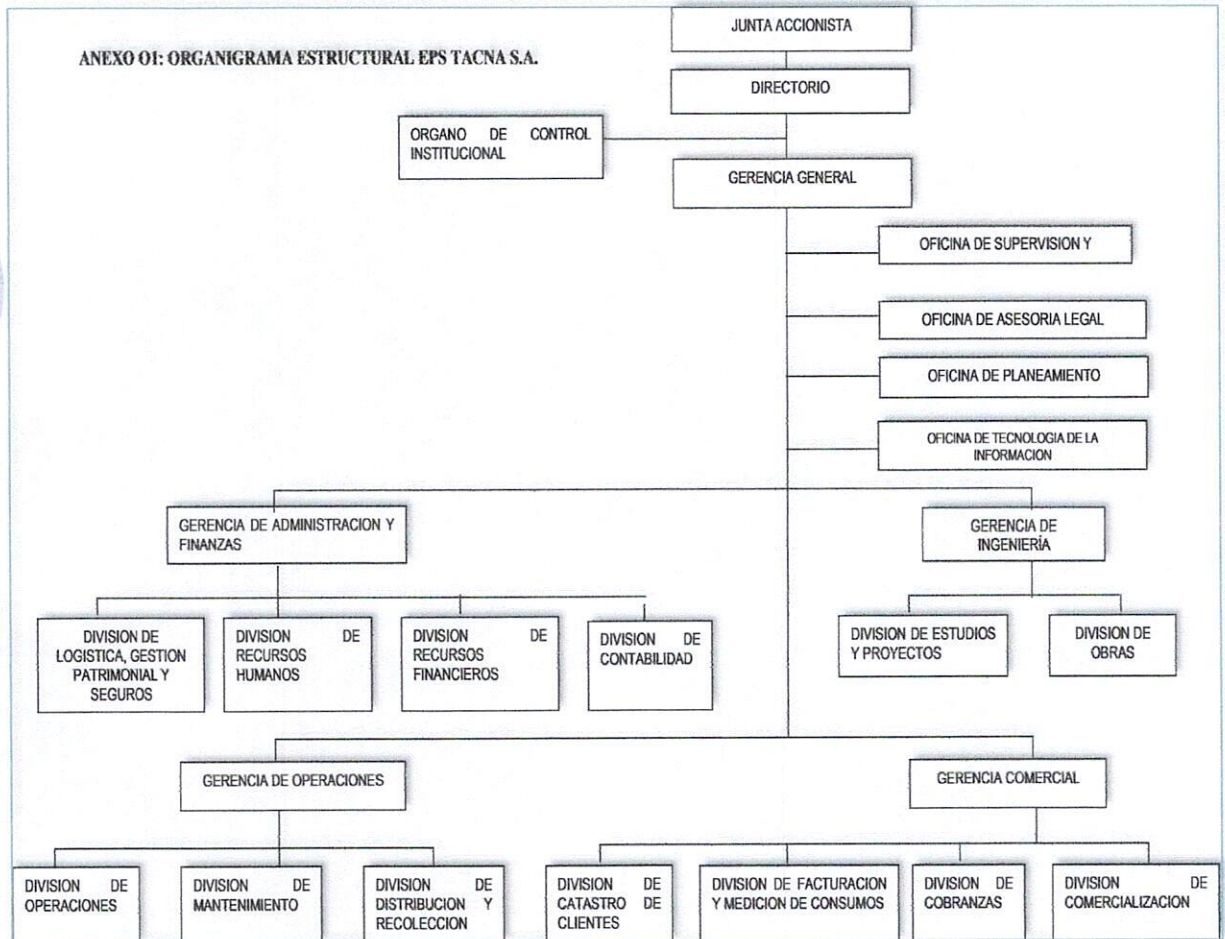 JUNTA ACCIONISTA
ANEXO 01: ORGANIGRAMA ESTRUCTURAL EPS TACNA S.A.
DIRECTORIO
ORGANO DE CONTROL
INSTITUCIONAL
GERENCIA GENERAL
OFICINA DE SUPERVISION Y
OFICINA DE ASESORIA LEGAL
OFICINA DE PLANEAMIENTO
OFICINA DE TECNOLOGIA DE LA
INFORMACION
GERENCIA DE ADMINISTRACION Y
FINANZAS
GERENCIA DE
INGENIERÍA
DIVISION DE
LOGISTICA, GESTION
PATRIMONIAL Y
SEGUROS
DIVISION DE
RECURSOS
HUMANOS
DIVISION DE
RECURSOS
FINANCIEROS
DIVISION DE
CONTABILIDAD
DIVISION DE ESTUDIOS
Y PROYECTOS
DIVISION DE
OBRAS
GERENCIA DE OPERACIONES
GERENCIA COMERCIAL
DIVISION DE
OPERACIONES
DIVISION DE
MANTENIMIENTO
DIVISION DE
DISTRIBUCION Y
RECOLECCION
DIVISION DE
CATASTRO DE
CLIENTES
DIVISION DE FACTURACION
Y MEDICION DE CONSUMOS
DIVISION DE
COBRANZAS
DIVISION DE
COMERCIALIZACION